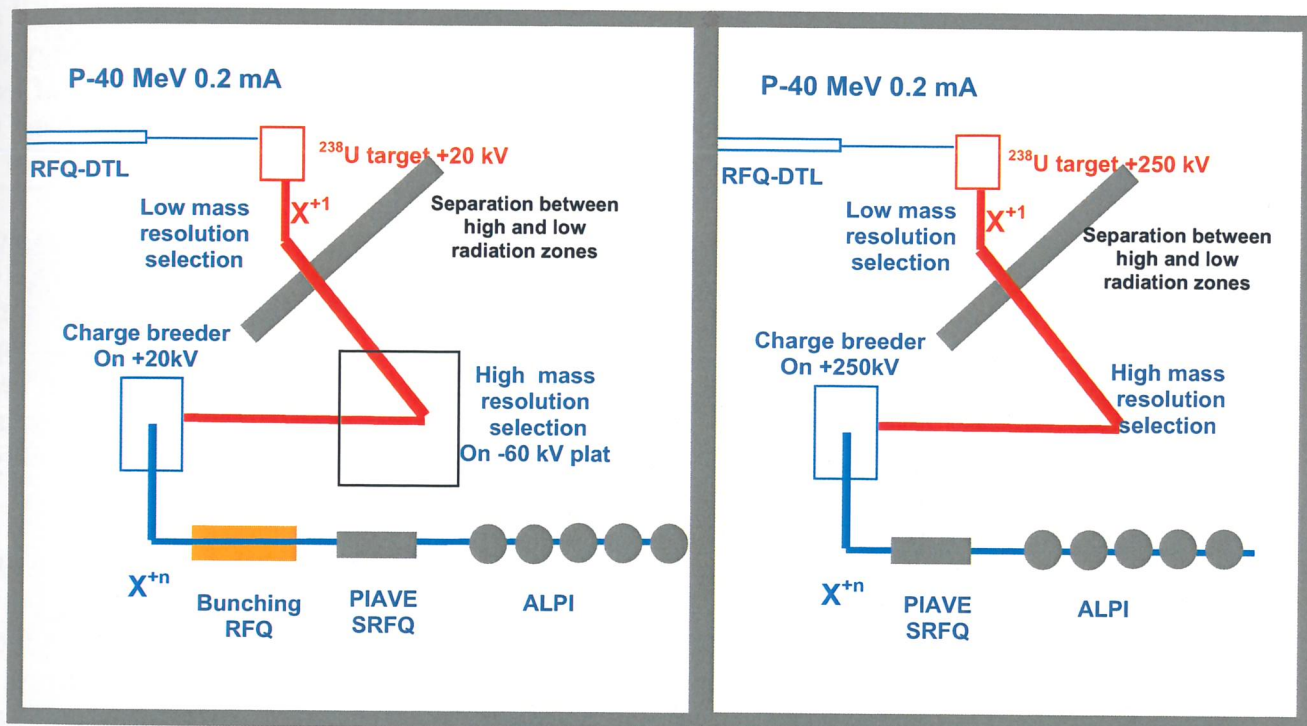 P-40 MeV 0.2 mA
RFQ-DTL
²³⁸U target +20 kV
X⁺¹
Low mass
resolution
selection
Separation between
high and low
radiation zones
Charge breeder
On +20kV
High mass
resolution
selection
On -60 kV plat
X⁺ⁿ
Bunching
RFQ
PIAVE
SRFQ
ALPI
P-40 MeV 0.2 mA
RFQ-DTL
²³⁸U target +250 kV
X⁺¹
Low mass
resolution
selection
Separation between
high and low
radiation zones
Charge breeder
On +250kV
High mass
resolution
selection
X⁺ⁿ
PIAVE
SRFQ
ALPI